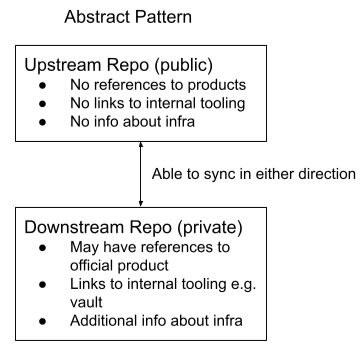 Abstract Pattern
Upstream Repo (public)
● No references to products
● No links to internal tooling
● No info about infra
Able to sync in either direction
Downstream Repo (private)
● May have references to
official product
● Links to internal tooling e.g.
vault
● Additional info about infra